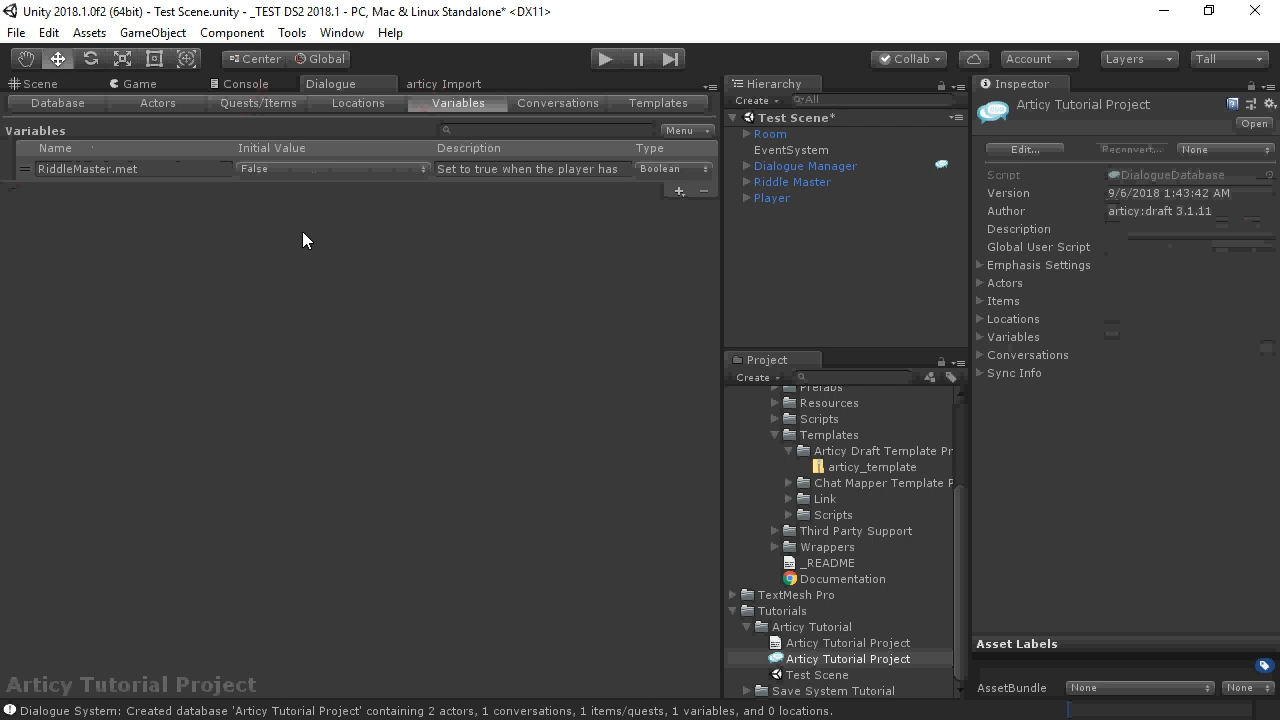 Unity 2018.1.0f2 (64bit) - Test Scene.unity - _TEST DS2 2018.1 - PC, Mac & Linux Standalone* <DX11>
File Edit Assets GameObject Component Tools Window Help
Center Global Collab Account Layers Tall
Scene Game Console Dialogue articy Import
Database Actors Quests/Items Locations Variables Conversations Templates
Variables Menu
Name Initial Value Description Type
RiddleMaster.met False Set to true when the player has Boolean
Articy Tutorial Project
Hierarchy
Create All
Test Scene*
Room
EventSystem
Dialogue Manager
Riddle Master
Player
Project
Create
Prefabs
Resources
Scripts
Templates
Articy Draft Template Pr
articy_template
Chat Mapper Template P
Link
Scripts
Third Party Support
Wrappers
_README
Documentation
TextMesh Pro
Tutorials
Articy Tutorial
Articy Tutorial Project
Articy Tutorial Project
Test Scene
Save System Tutorial
Inspector
Articy Tutorial Project
Open
Edit... Reconvert... None
Script DialogueDatabase
Version 9/6/2018 1:43:42 AM
Author articy:draft 3.1.11
Description
Global User Script
Emphasis Settings
Actors
Items
Locations
Variables
Conversations
Sync Info
Asset Labels
AssetBundle None None
Dialogue System: Created database 'Articy Tutorial Project' containing 2 actors, 1 conversations, 1 items/quests, 1 variables, and 0 locations.